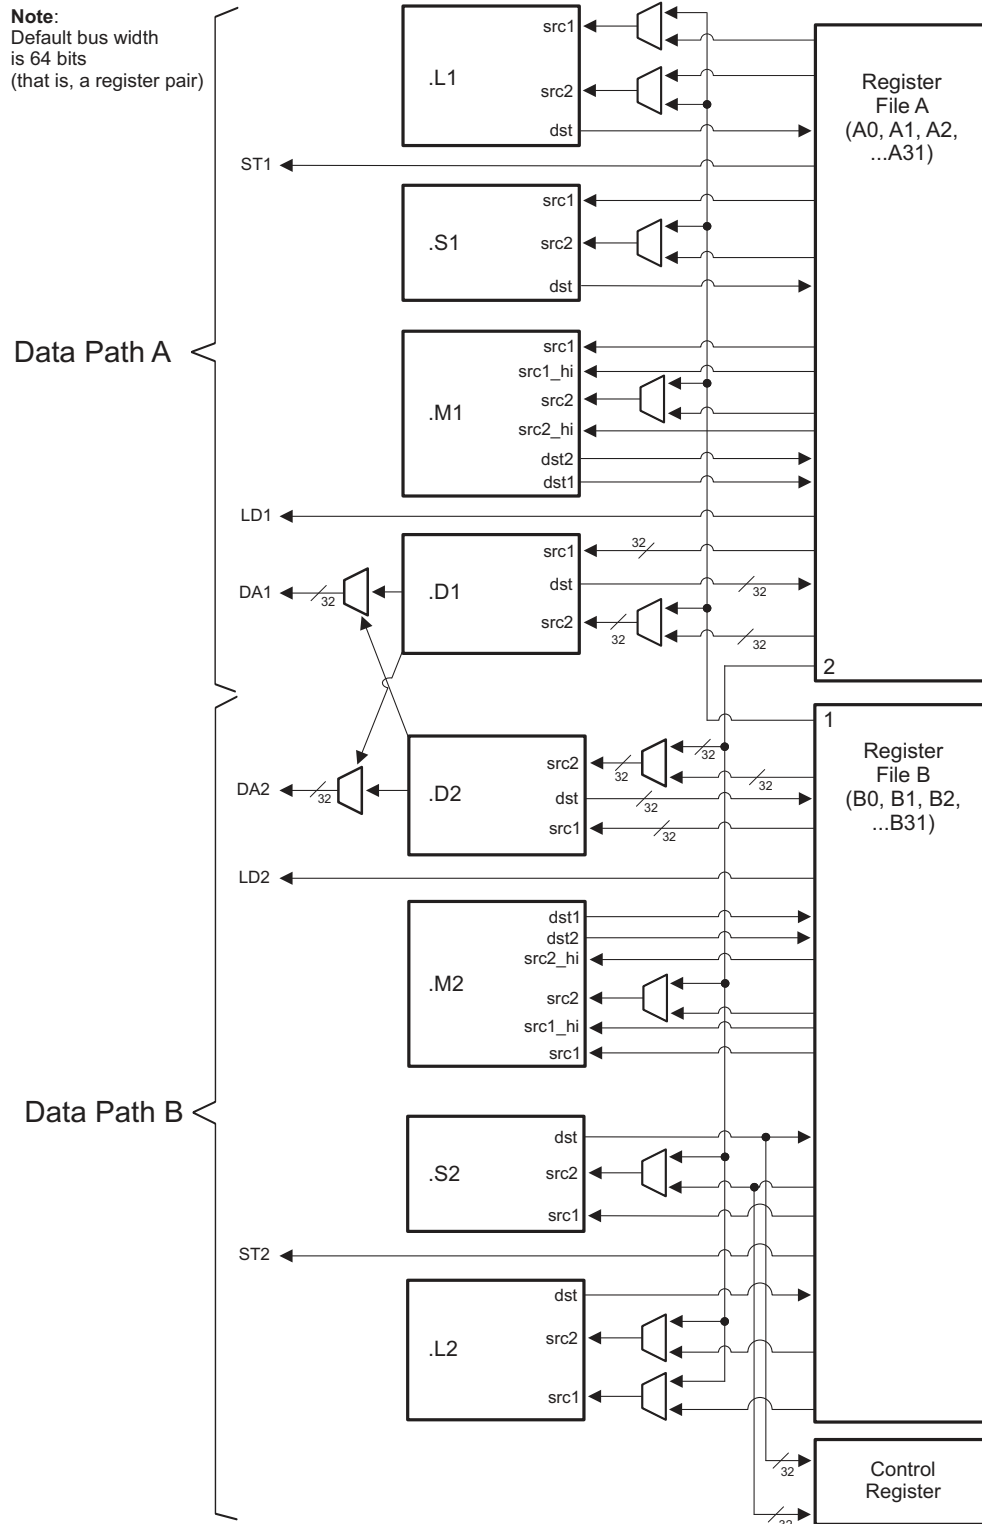 Note:
Default bus width
is 64 bits
(that is, a register pair)
src1
.L1
src2
dst
Register
File A
(A0, A1, A2,
...A31)
ST1
src1
.S1
src2
dst
Data Path A
src1
src1_hi
src2
.M1
src2_hi
dst2
dst1
LD1
src1
32
DA1
32
.D1
dst
32
src2
32
32
2
1
Register
File B
(B0, B1, B2,
...B31)
src2
32
32
32
DA2
32
.D2
dst
32
src1
32
LD2
dst1
dst2
src2_hi
.M2
src2
src1_hi
src1
Data Path B
dst
.S2
src2
src1
ST2
dst
.L2
src2
src1
32
Control
Register
32